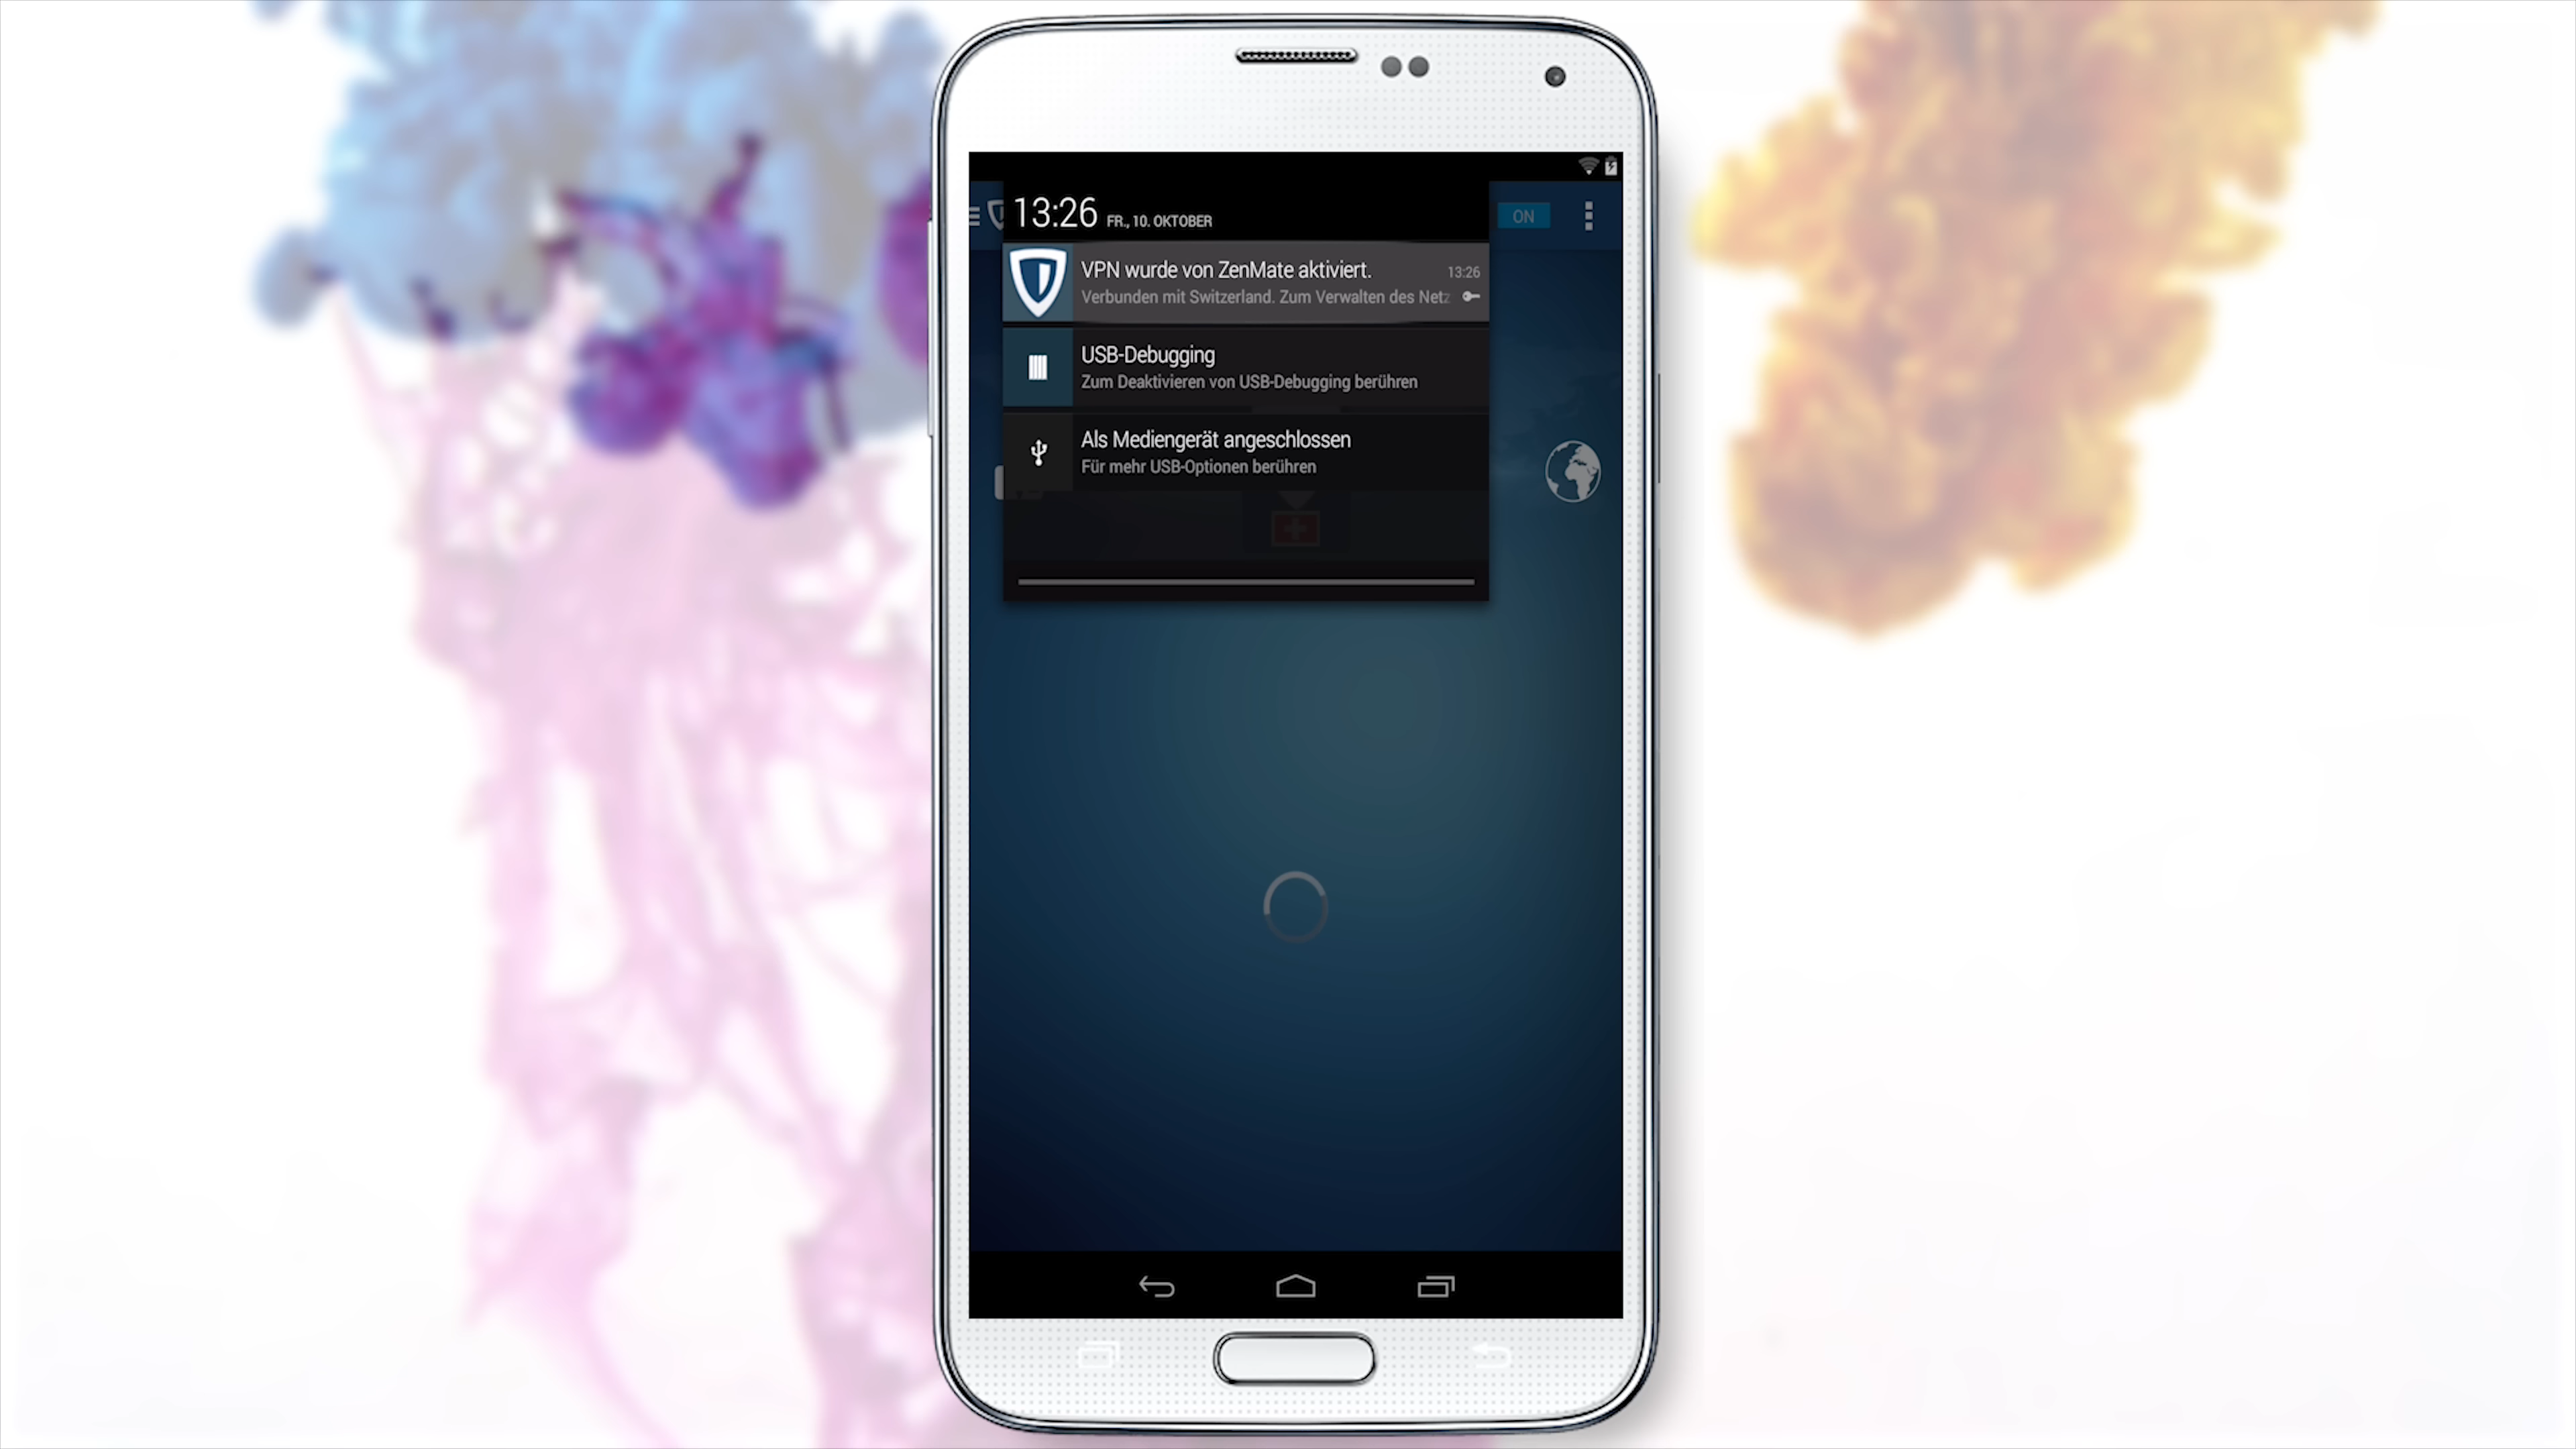 13:26 FR., 10. OKTOBER
ON
VPN wurde von ZenMate aktiviert. 13:26
Verbunden mit Switzerland. Zum Verwalten des Netz
USB-Debugging
Zum Deaktivieren von USB-Debugging berühren
Als Mediengerät angeschlossen
Für mehr USB-Optionen berühren